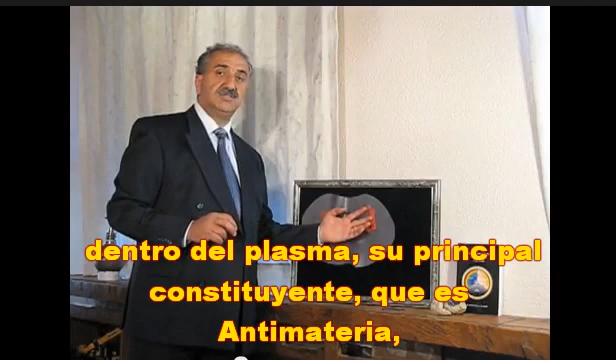 dentro del plasma, su principal
constituyente, que es
Antimateria,